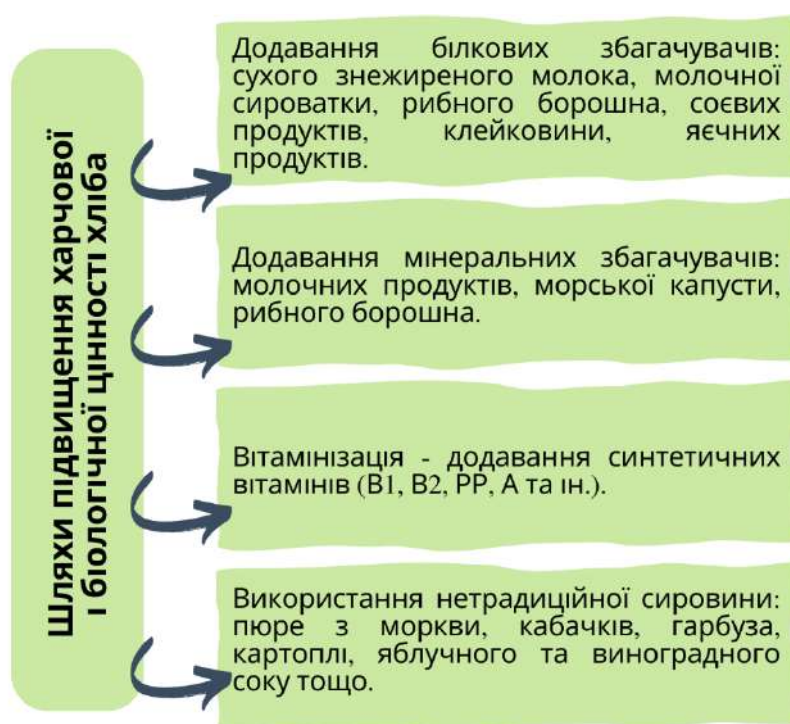 Шляхи підвищення харчової
і біологічної цінності хліба
Додавання білкових збагачувачів:
сухого знежиреного молока, молочної
сироватки, рибного борошна, соєвих
продуктів, клейковини, яєчних
продуктів.
Додавання мінеральних збагачувачів:
молочних продуктів, морської капусти,
рибного борошна.
Вітамінізація - додавання синтетичних
вітамінів (В1, В2, РР, А та ін.).
Використання нетрадиційної сировини:
пюре з моркви, кабачків, гарбуза,
картоплі, яблучного та виноградного
соку тощо.